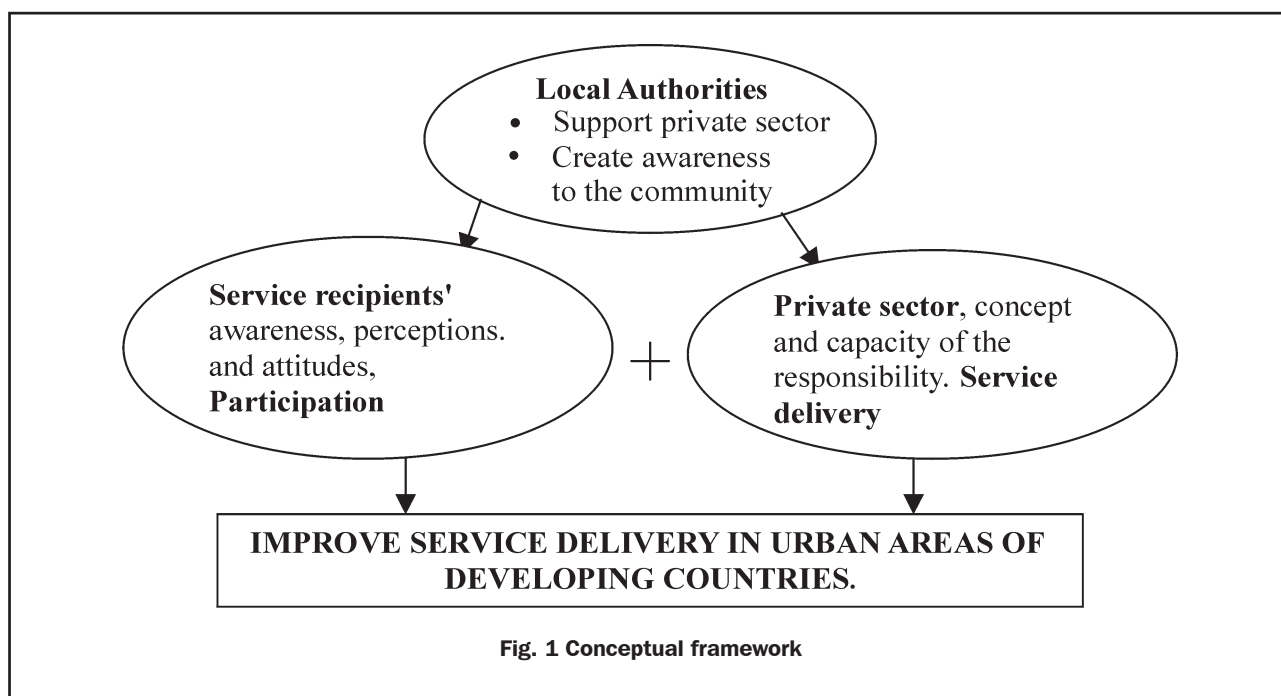 Local Authorities
• Support private sector
• Create awareness
to the community
Service recipients'
awareness, perceptions.
and attitudes,
Participation
+
Private sector, concept
and capacity of the
responsibility. Service
delivery
IMPROVE SERVICE DELIVERY IN URBAN AREAS OF
DEVELOPING COUNTRIES.
Fig. 1 Conceptual framework